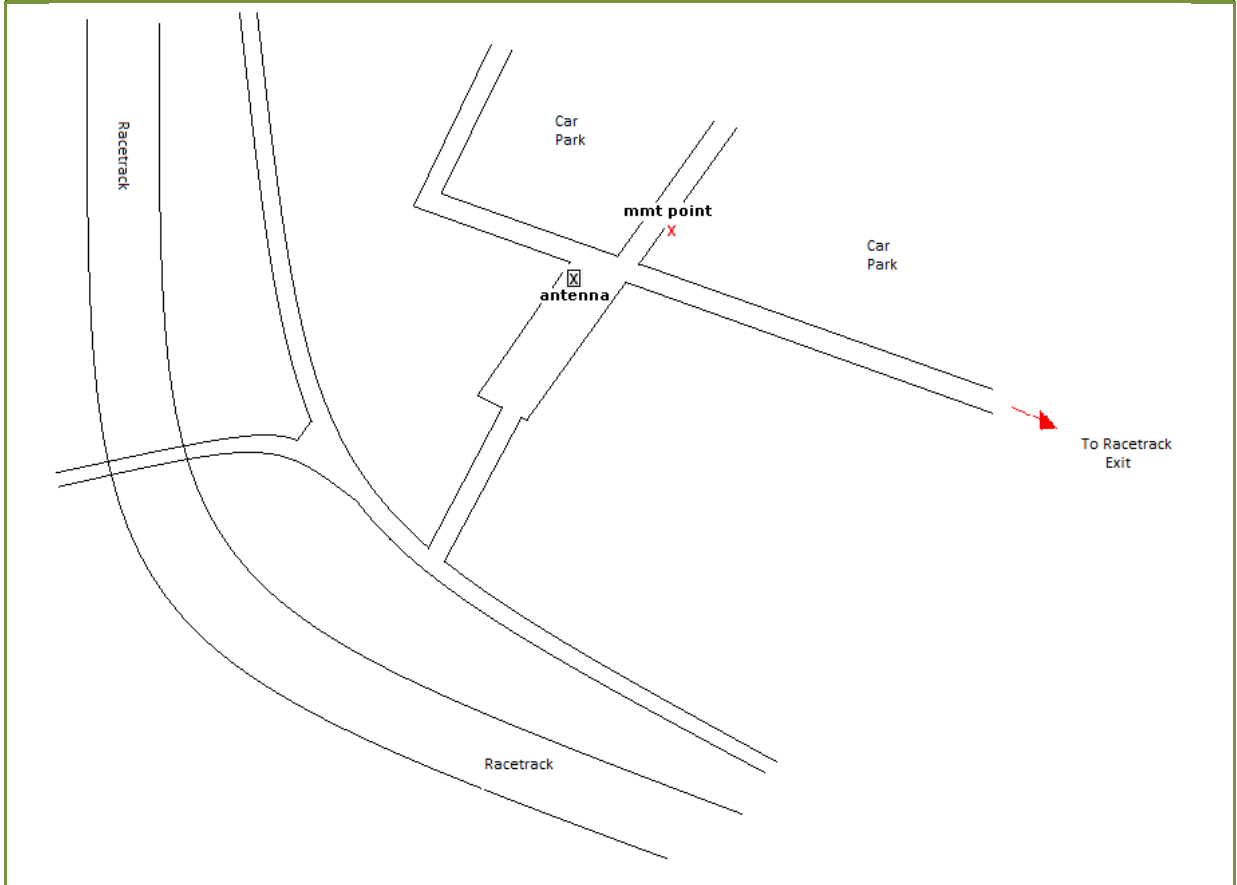 Racetrack
Car
Park
mmt point
X
Car
Park
X
antenna
To Racetrack
Exit
Racetrack